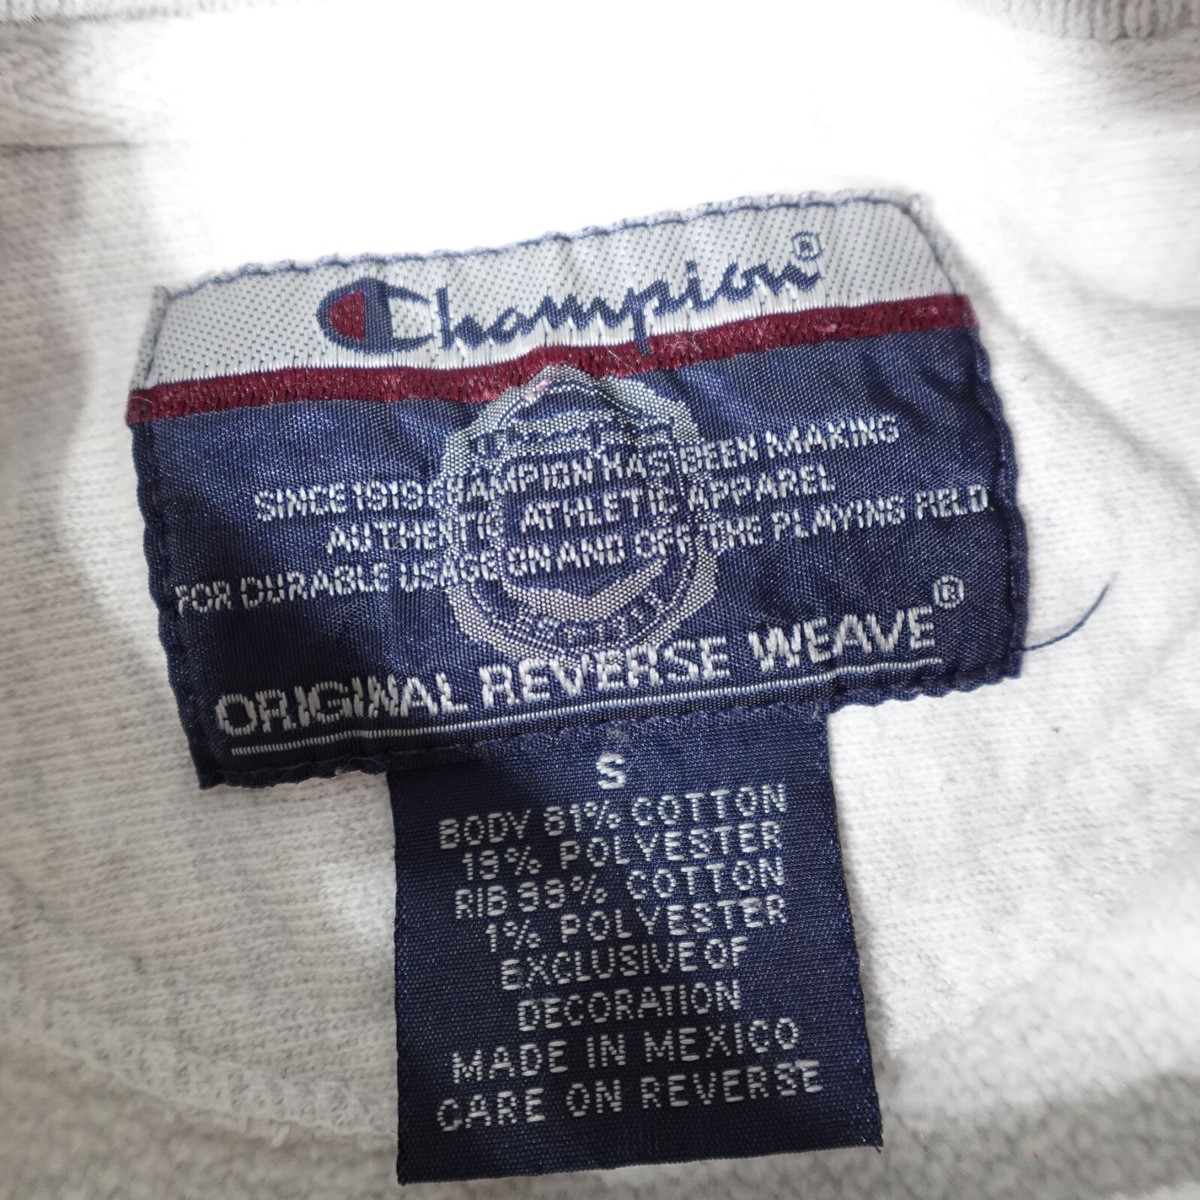 Champion®
SINCE 1919 CHAMPION HAS BEEN MAKING
AUTHENTIC ATHLETIC APPAREL
FOR DURABLE USAGE ON AND OFF THE PLAYING FIELD
ORIGINAL REVERSE WEAVE®
S
BODY 81% COTTON
19% POLYESTER
RIB 99% COTTON
1% POLYESTER
EXCLUSIVE OF
DECORATION
MADE IN MEXICO
CARE ON REVERSE